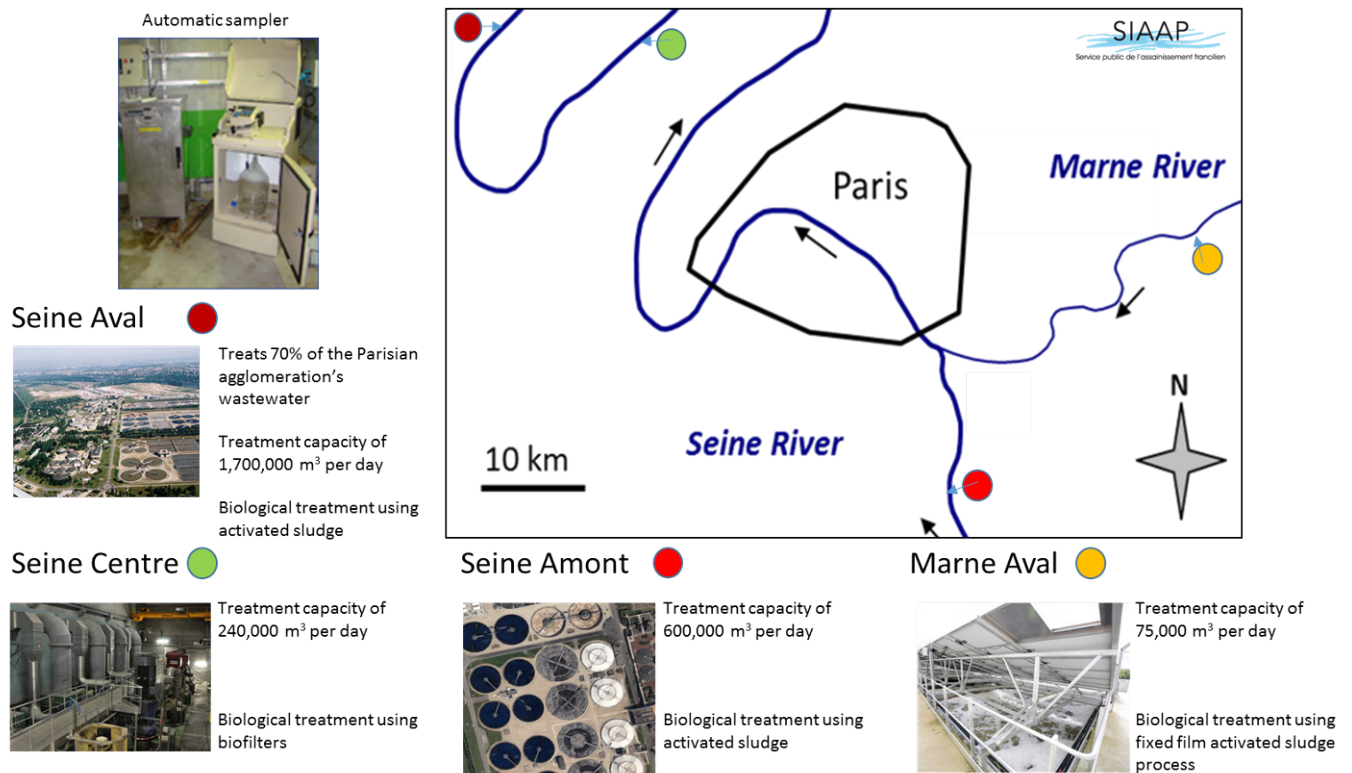 Automatic sampler
SIAAP
Service public de l'assainissement francilien
Marne River
Paris
Seine River
10 km
N
Seine Aval
Treats 70% of the Parisian
agglomeration's
wastewater
Treatment capacity of
1,700,000 m³ per day
Biological treatment using
activated sludge
Seine Centre
Treatment capacity of
240,000 m³ per day
Biological treatment using
biofilters
Seine Amont
Treatment capacity of
600,000 m³ per day
Biological treatment using
activated sludge
Marne Aval
Treatment capacity of
75,000 m³ per day
Biological treatment using
fixed film activated sludge
process